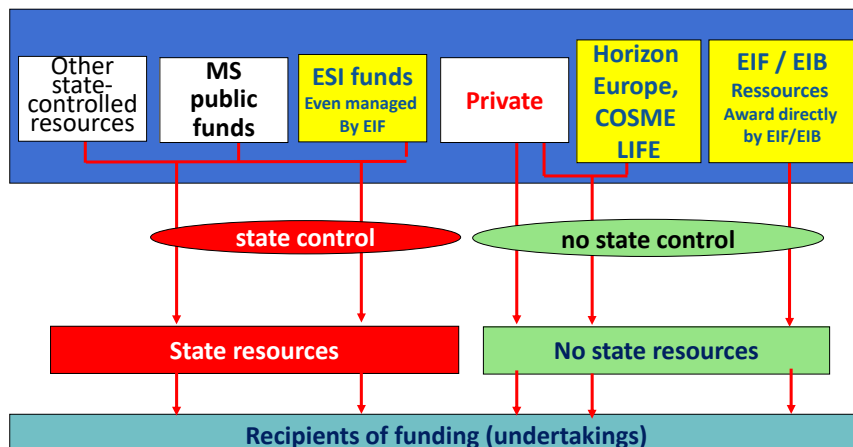 Other
state-
controlled
resources
MS
public
funds
ESI funds
Even managed
By EIF
Private
Horizon
Europe,
COSME
LIFE
EIF / EIB
Ressources
Award directly
by EIF/EIB
state control
no state control
State resources
No state resources
Recipients of funding (undertakings)